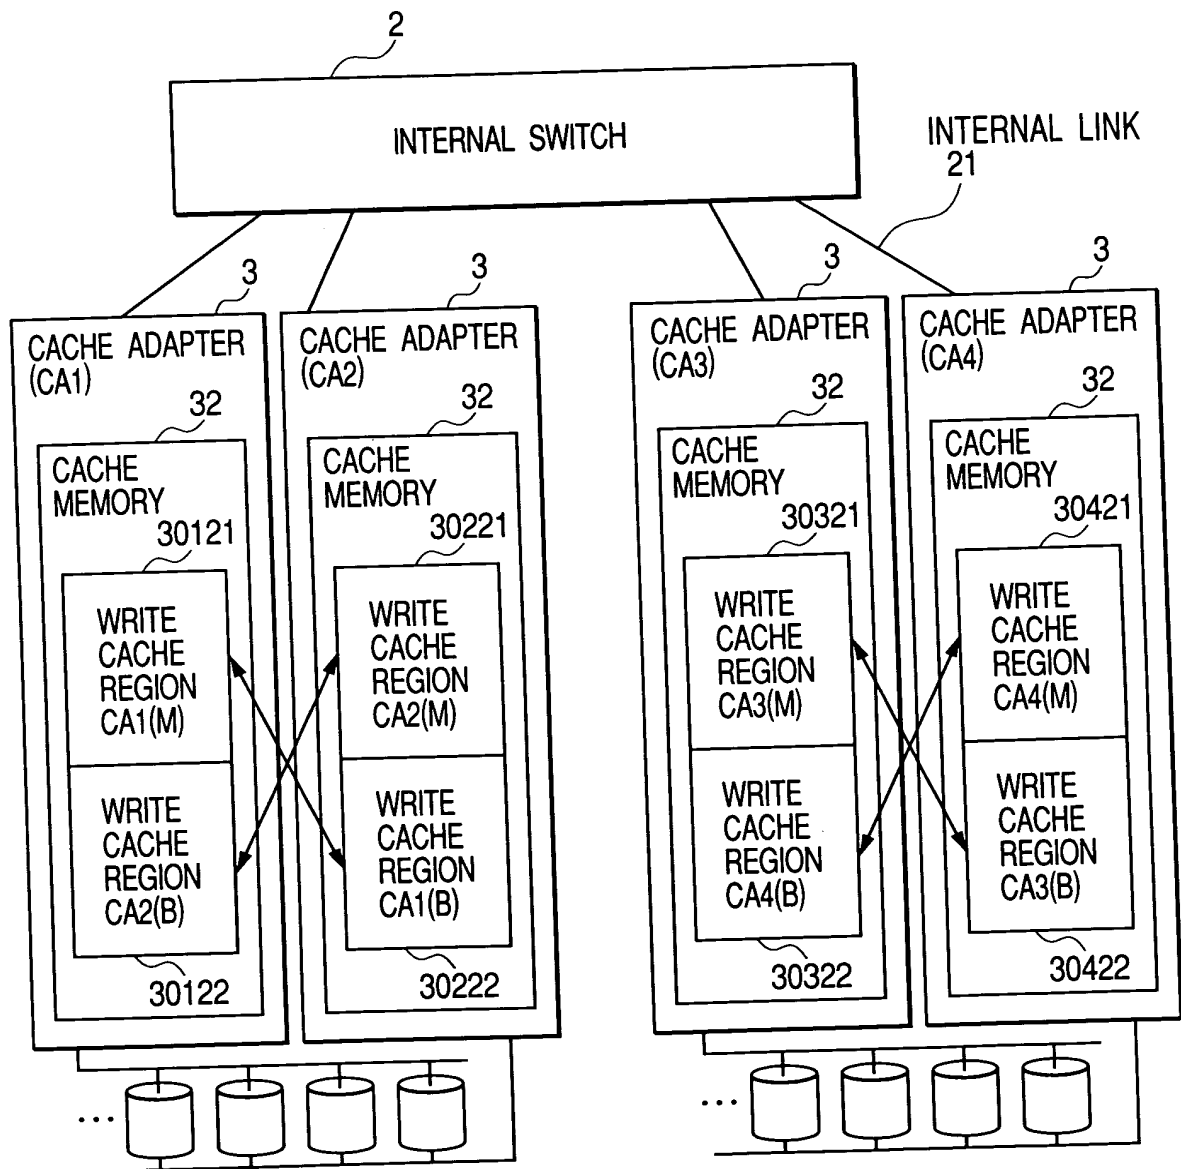 2
INTERNAL SWITCH
INTERNAL LINK
21
3
3
3
3
CACHE ADAPTER
(CA1)
CACHE ADAPTER
(CA2)
CACHE ADAPTER
(CA3)
CACHE ADAPTER
(CA4)
32
32
32
32
CACHE
MEMORY
CACHE
MEMORY
CACHE
MEMORY
CACHE
MEMORY
30121
30221
30321
30421
WRITE
CACHE
REGION
CA1(M)
WRITE
CACHE
REGION
CA2(M)
WRITE
CACHE
REGION
CA3(M)
WRITE
CACHE
REGION
CA4(M)
WRITE
CACHE
REGION
CA2(B)
WRITE
CACHE
REGION
CA1(B)
WRITE
CACHE
REGION
CA4(B)
WRITE
CACHE
REGION
CA3(B)
30122
30222
30322
30422
...
...